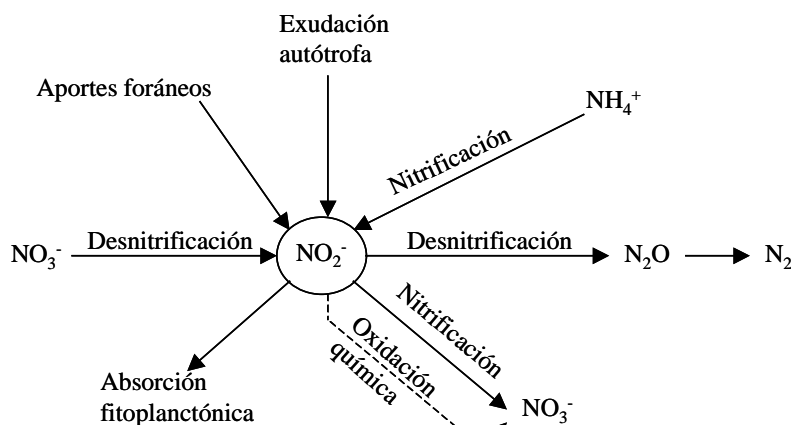 Exudación
autótrofa
Aportes foráneos
NH₄⁺
Nitrificación
NO₃⁻
Desnitrificación
NO₂⁻
Desnitrificación
N₂O
N₂
Nitrificación
Oxidación
química
Absorción
fitoplanctónica
NO₃⁻